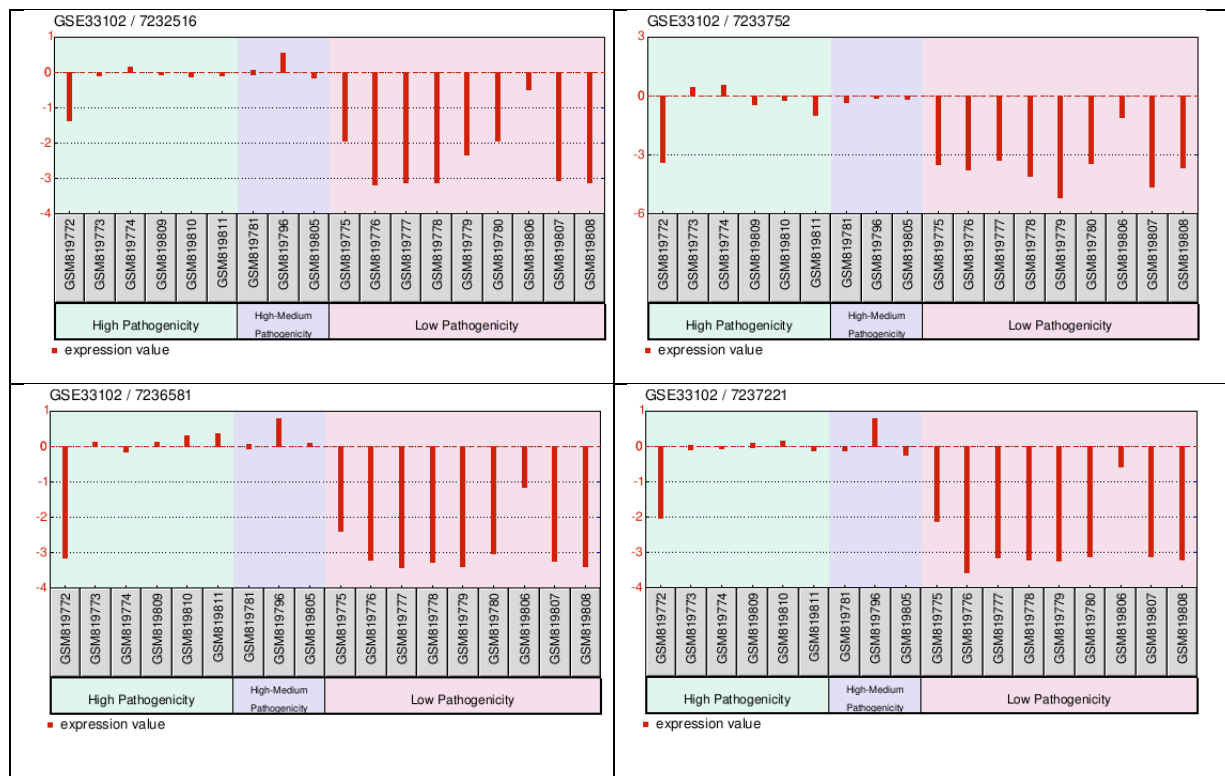 GSE33102 / 7232516
1
0
-1
-2
-3
-4
GSM819772
GSM819773
GSM819774
GSM819809
GSM819810
GSM819811
GSM819781
GSM819796
GSM819805
GSM819775
GSM819776
GSM819777
GSM819778
GSM819779
GSM819780
GSM819806
GSM819807
GSM819808
High Pathogenicity
High-Medium
Pathogenicity
Low Pathogenicity
expression value
GSE33102 / 7233752
3
0
-3
-6
GSM819772
GSM819773
GSM819774
GSM819809
GSM819810
GSM819811
GSM819781
GSM819796
GSM819805
GSM819775
GSM819776
GSM819777
GSM819778
GSM819779
GSM819780
GSM819806
GSM819807
GSM819808
High Pathogenicity
High-Medium
Pathogenicity
Low Pathogenicity
expression value
GSE33102 / 7236581
1
0
-1
-2
-3
-4
GSM819772
GSM819773
GSM819774
GSM819809
GSM819810
GSM819811
GSM819781
GSM819796
GSM819805
GSM819775
GSM819776
GSM819777
GSM819778
GSM819779
GSM819780
GSM819806
GSM819807
GSM819808
High Pathogenicity
High-Medium
Pathogenicity
Low Pathogenicity
expression value
GSE33102 / 7237221
1
0
-1
-2
-3
-4
GSM819772
GSM819773
GSM819774
GSM819809
GSM819810
GSM819811
GSM819781
GSM819796
GSM819805
GSM819775
GSM819776
GSM819777
GSM819778
GSM819779
GSM819780
GSM819806
GSM819807
GSM819808
High Pathogenicity
High-Medium
Pathogenicity
Low Pathogenicity
expression value